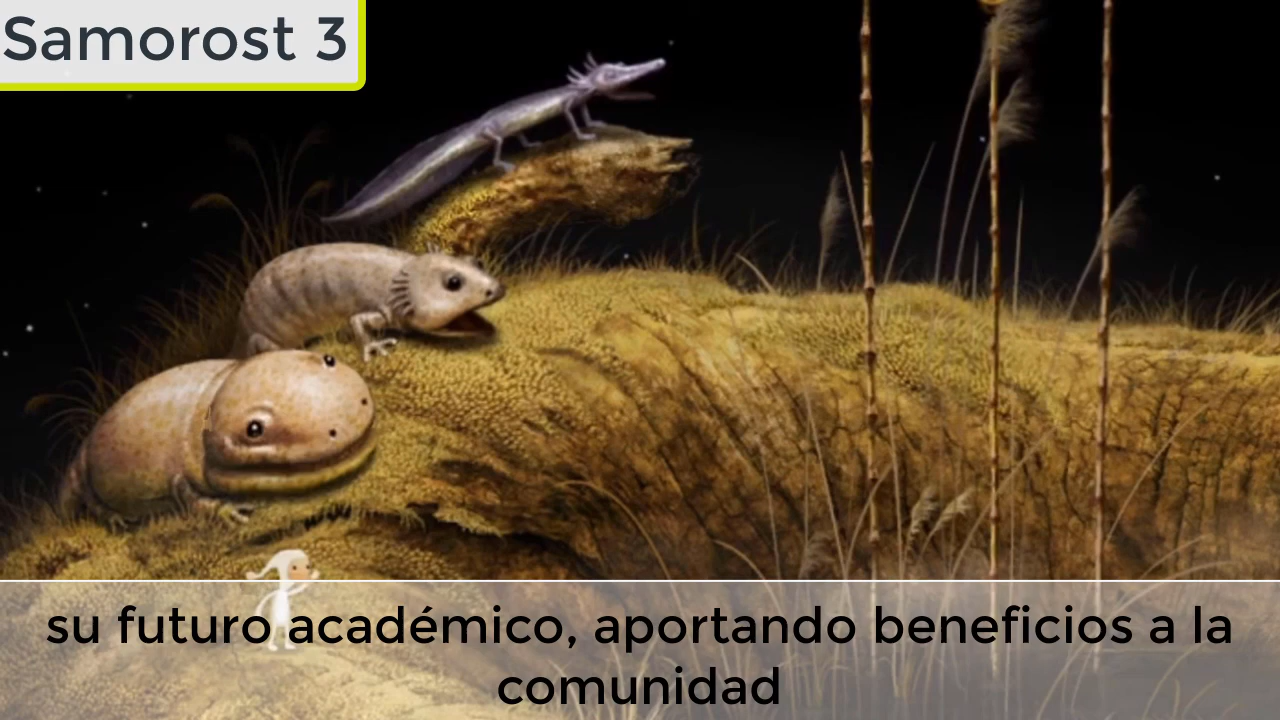 Samorost 3
su futuro académico, aportando beneficios a la
comunidad